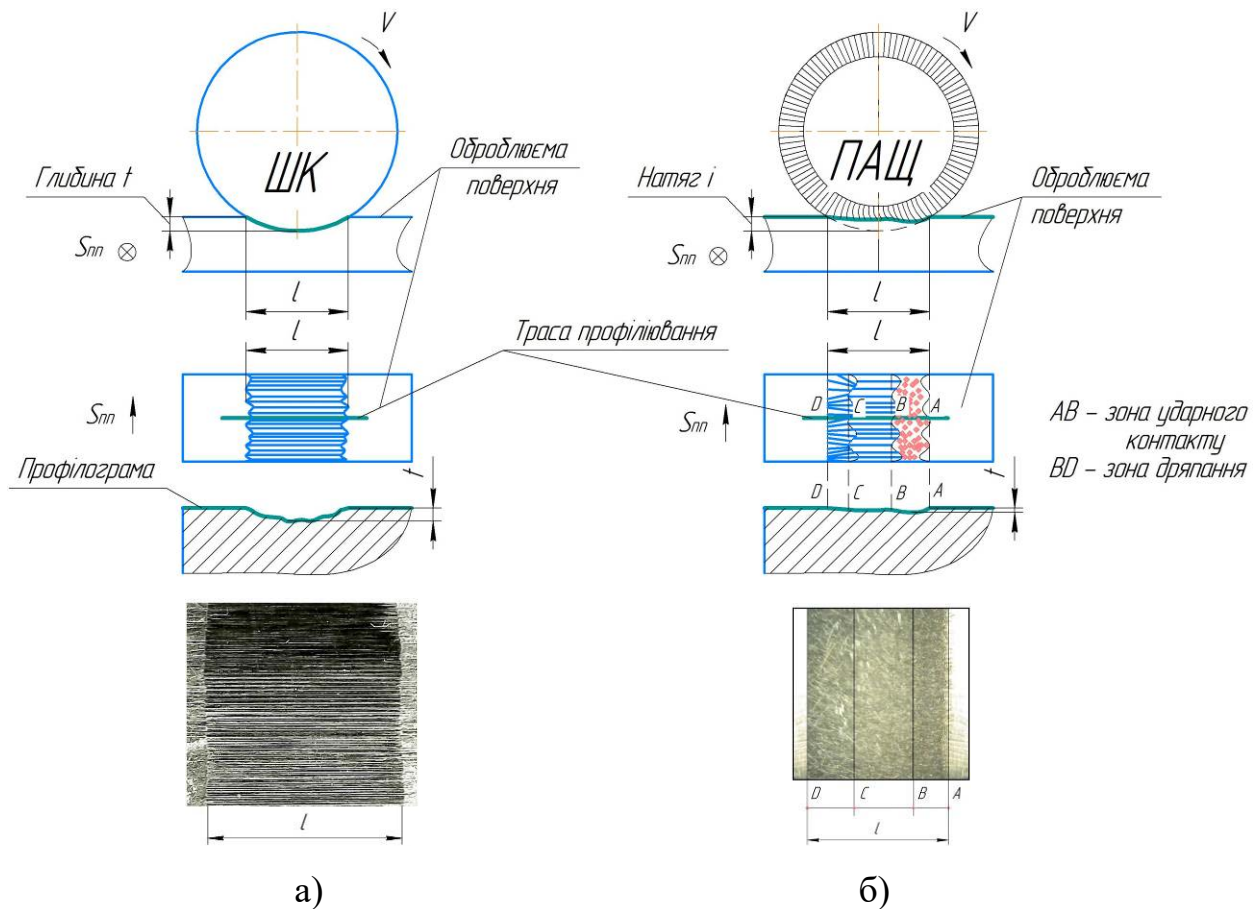 V
V
ШК
ПАЩ
Глибина t
Оброблюєма
поверхня
Натяг i
Оброблюєма
поверхня
Sпп
Sпп
l
l
l
l
Траса профіліювання
Sпп
Sпп
D C B A
AB – зона ударного
контакту
BD – зона дряпання
Профілограма
t
t
D C B A
D C B A
l
l
а)
б)